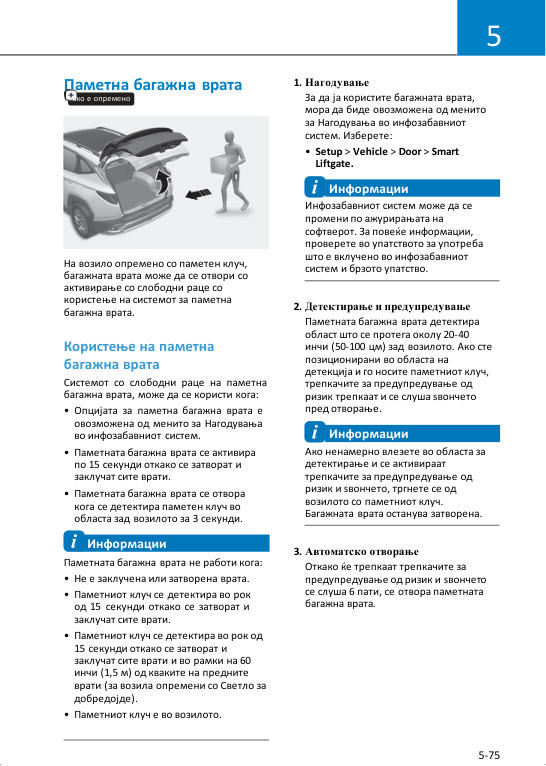 5
Паметна багажна врата
ако е опремено
На возило опремено со паметен клуч,
багажната врата може да се отвори со
активирање со слободни раце со
користење на системот за паметна
багажна врата.
Користење на паметна
багажна врата
Системот со слободни раце на паметна
багажна врата, може да се користи кога:
• Опцијата за паметна багажна врата е
овозможена од менито за Нагодувања
во инфозабавниот систем.
• Паметната багажна врата се активира
по 15 секунди откако се затворат и
заклучат сите врати.
• Паметната багажна врата се отвора
кога се детектира паметен клуч во
областа зад возилото за 3 секунди.
i Информации
Паметната багажна врата не работи кога:
• Не е заклучена или затворена врата.
• Паметниот клуч се детектира во рок
од 15 секунди откако се затворат и
заклучат сите врати.
• Паметниот клуч се детектира во рок од
15 секунди откако се затворат и
заклучат сите врати и во рамки на 60
инчи (1,5 м) од кваките на предните
врати (за возила опремени со Светло за
добредојде).
• Паметниот клуч е во возилото.
1. Нагодување
За да ја користите багажната врата,
мора да биде овозможена од менито
за Нагодувања во инфозабавниот
систем. Изберете:
• Setup > Vehicle > Door > Smart
Liftgate.
i Информации
Инфозабавниот систем може да се
промени по ажурирањата на
софтверот. За повеќе информации,
проверете во упатството за употреба
што е вклучено во инфозабавниот
систем и брзото упатство.
2. Детектирање и предупредување
Паметната багажна врата детектира
област што се протега околу 20-40
инчи (50-100 цм) зад возилото. Ако сте
позиционирани во областа на
детекција и го носите паметниот клуч,
трепкачите за предупредување од
ризик трепкаат и се слуша ѕвончето
пред отворање.
i Информации
Ако ненамерно влезете во областа за
детектирање и се активираат
трепкачите за предупредување од
ризик и ѕвончето, тргнете се од
возилото со паметниот клуч.
Багажната врата останува затворена.
3. Автоматско отворање
Откако ќе трепкаат трепкачите за
предупредување од ризик и ѕвончето
се слуша 6 пати, се отвора паметната
багажна врата.
5-75